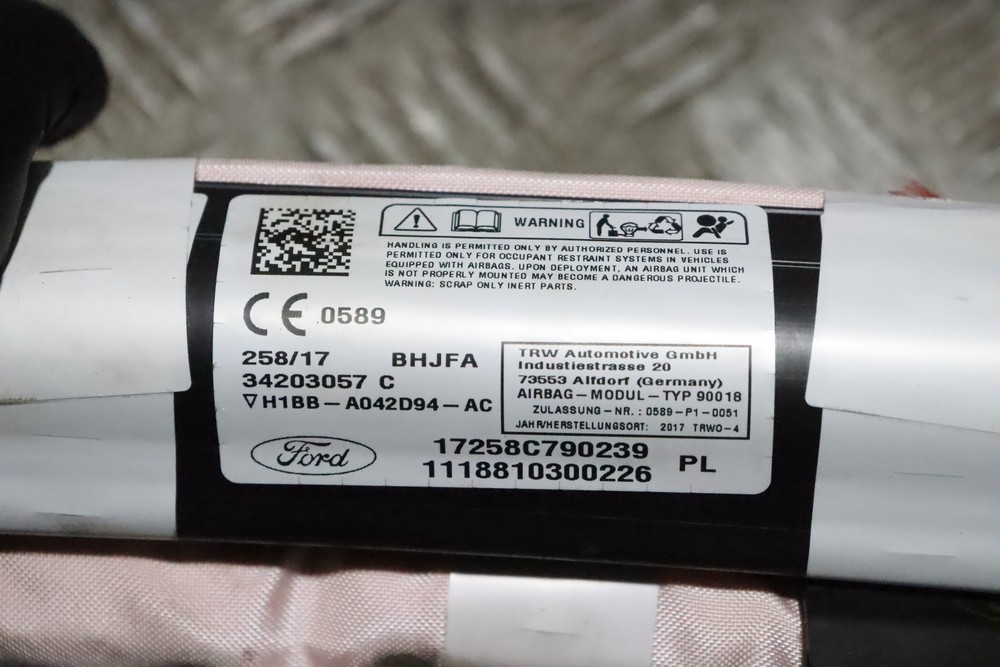 WARNING
HANDLING IS PERMITTED ONLY BY AUTHORIZED PERSONNEL. USE IS
PERMITTED ONLY FOR OCCUPANT RESTRAINT SYSTEMS IN VEHICLES
EQUIPPED WITH AIRBAGS. UPON DEPLOYMENT, AN AIRBAG UNIT WHICH
IS NOT PROPERLY MOUNTED MAY BECOME A DANGEROUS PROJECTILE.
WARNING: SCRAP ONLY INERT PARTS.
CE 0589
258/17 BHJFA
34203057 C
▽H1BB-A042D94-AC
TRW Automotive GmbH
Industiestrasse 20
73553 Alfdorf (Germany)
AIRBAG-MODUL-TYP 90018
ZULASSUNG-NR.: 0589-P1-0051
JAHR/HERSTELLUNGSORT: 2017 TRWO-4
Ford
17258C790239
1118810300226
PL